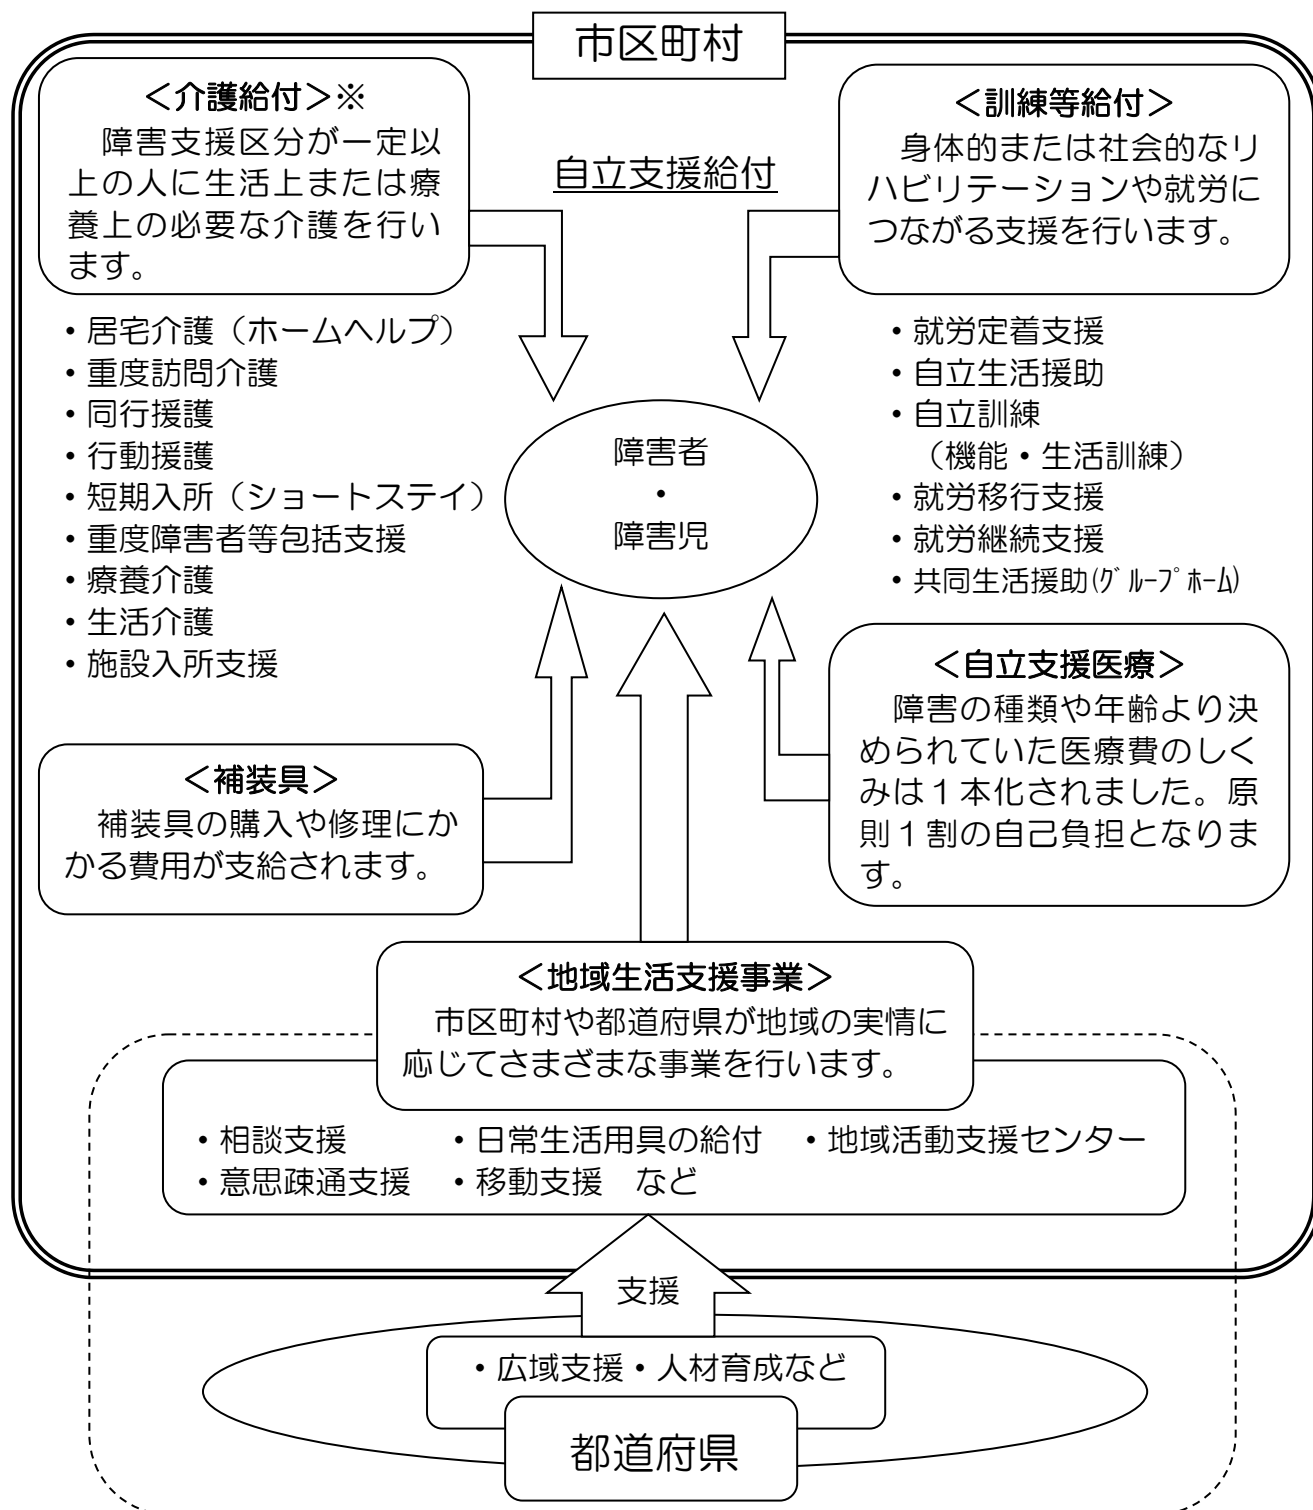 市区町村
＜介護給付＞※
障害支援区分が一定以
上の人に生活上または療
養上の必要な介護を行い
ます。
・居宅介護（ホームヘルプ）
・重度訪問介護
・同行援護
・行動援護
・短期入所（ショートステイ）
・重度障害者等包括支援
・療養介護
・生活介護
・施設入所支援
自立支援給付
＜訓練等給付＞
身体的または社会的なリ
ハビリテーションや就労に
つながる支援を行います。
・就労定着支援
・自立生活援助
・自立訓練
（機能・生活訓練）
・就労移行支援
・就労継続支援
・共同生活援助(ｸﾞﾙｰﾌﾟﾎｰﾑ)
障害者
・
障害児
＜補装具＞
補装具の購入や修理にか
かる費用が支給されます。
＜自立支援医療＞
障害の種類や年齢より決
められていた医療費のしく
みは１本化されました。原
則１割の自己負担となりま
す。
＜地域生活支援事業＞
市区町村や都道府県が地域の実情に
応じてさまざまな事業を行います。
・相談支援　・日常生活用具の給付　・地域活動支援センター
・意思疎通支援　・移動支援　など
支援
・広域支援・人材育成など
都道府県